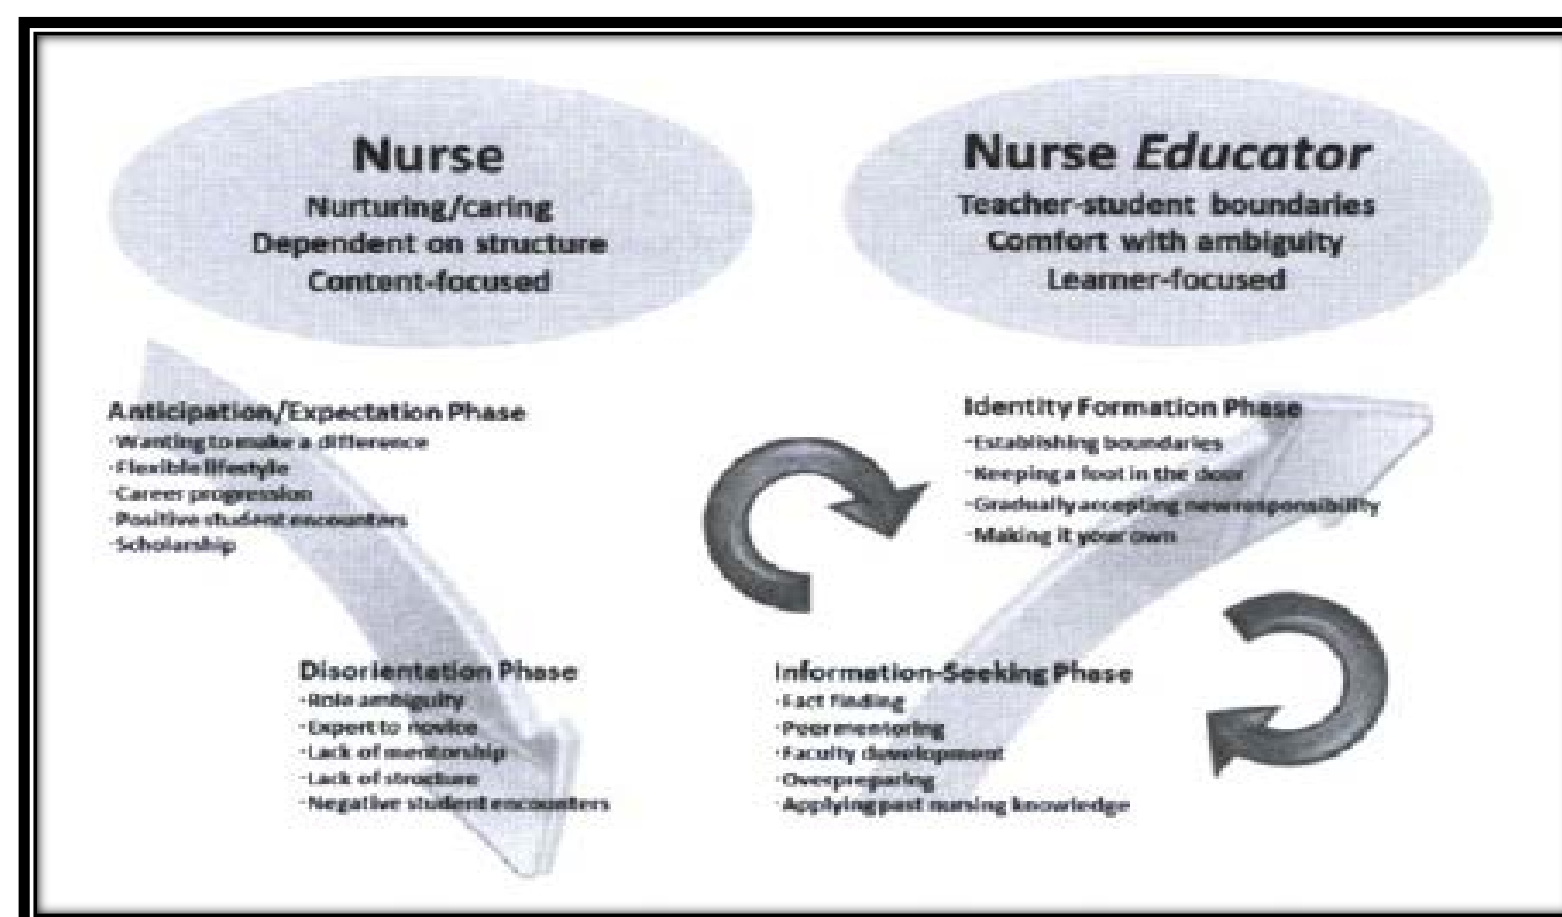 Nurse
Nurturing/caring
Dependent on structure
Content-focused
Nurse Educator
Teacher-student boundaries
Comfort with ambiguity
Learner-focused
Anticipation/Expectation Phase
·Wanting to make a difference
·Flexible lifestyle
·Career progression
·Positive student encounters
·Scholarship
Identity Formation Phase
·Establishing boundaries
·Keeping a foot in the door
·Gradually accepting new responsibility
·Making it your own
Disorientation Phase
·Role ambiguity
·Expert to novice
·Lack of mentorship
·Lack of structure
·Negative student encounters
Information-Seeking Phase
·Fact finding
·Peer mentoring
·Faculty development
·Overpreparing
·Applying past nursing knowledge